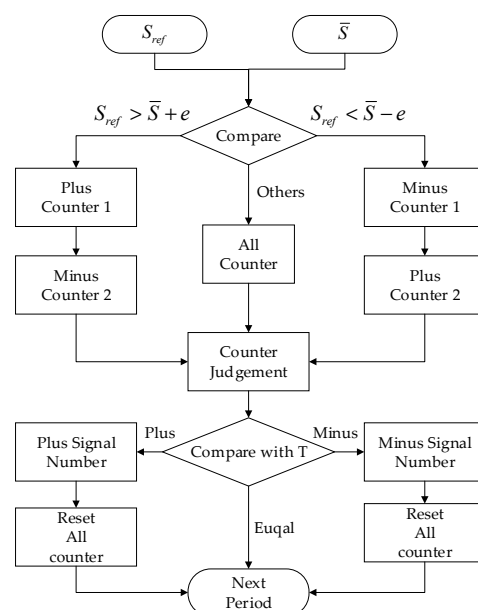 S_ref
S̅
S_ref > S̅ + e
S_ref < S̅ − e
Compare
Plus
Counter 1
Others
Minus
Counter 1
Minus
Counter 2
All
Counter
Plus
Counter 2
Counter
Judgement
Plus
Minus
Plus Signal
Number
Compare with T
Minus Signal
Number
Reset
All
counter
Euqal
Reset
All
counter
Next
Period